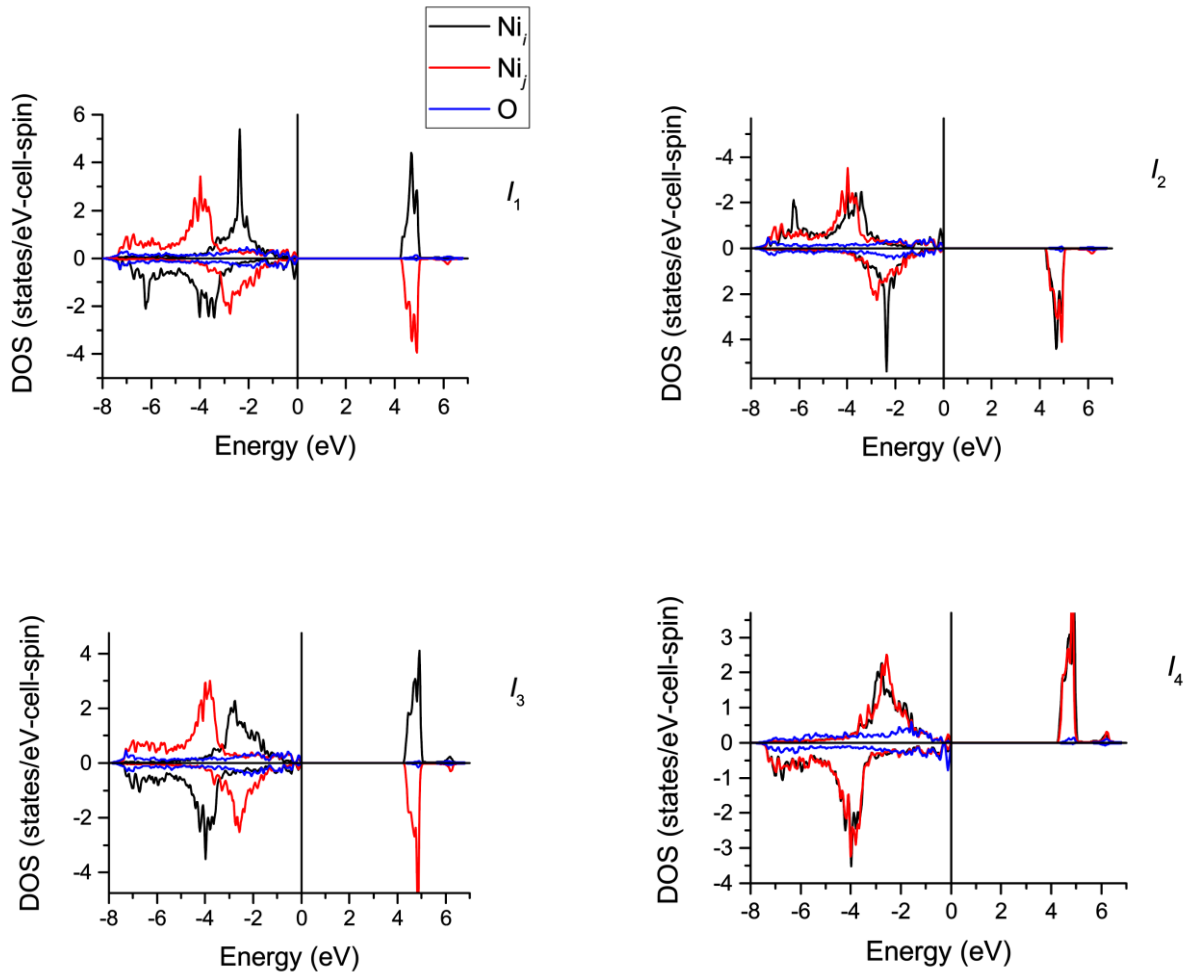 Ni_i
Ni_j
O
DOS (states/eV-cell-spin)
6
4
2
0
-2
-4
-8 -6 -4 -2 0 2 4 6
Energy (eV)
I_1
DOS (states/eV-cell-spin)
-4
-2
0
2
4
-8 -6 -4 -2 0 2 4 6
Energy (eV)
I_2
DOS (states/eV-cell-spin)
4
2
0
-2
-4
-8 -6 -4 -2 0 2 4 6
Energy (eV)
I_3
DOS (states/eV-cell-spin)
3
2
1
0
-1
-2
-3
-4
-8 -6 -4 -2 0 2 4 6
Energy (eV)
I_4